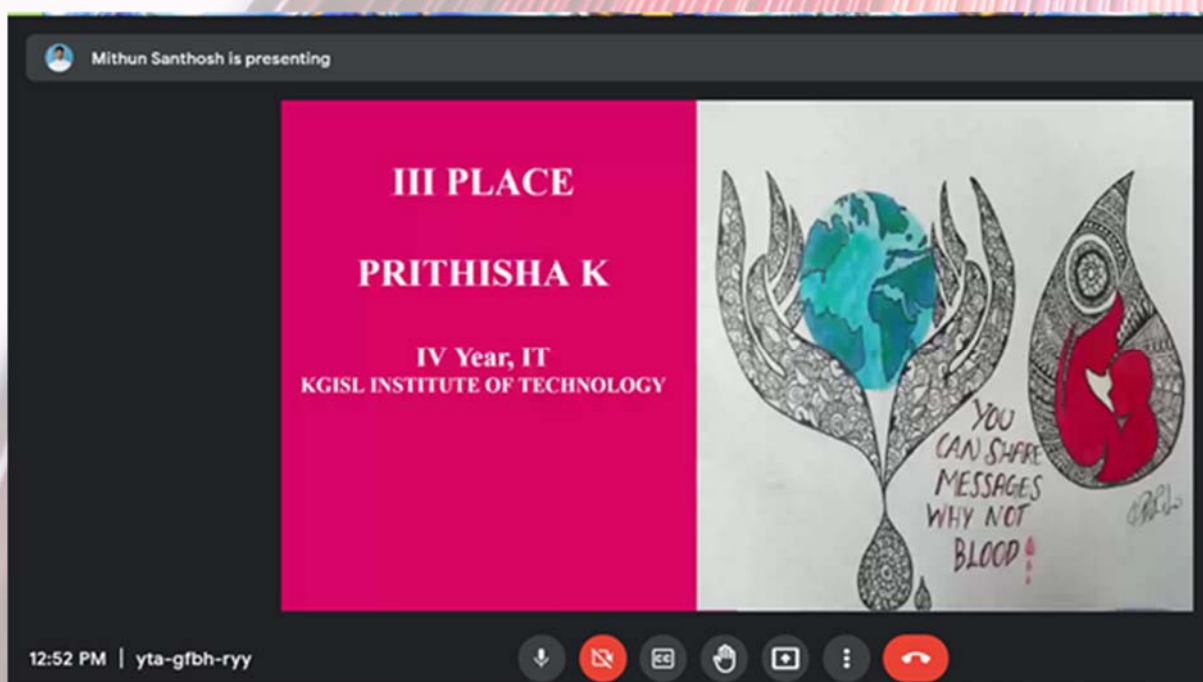 Mithun Santhosh is presenting
III PLACE
PRITHISHA K
IV Year, IT
KGISL INSTITUTE OF TECHNOLOGY
YOU
CAN SHARE
MESSAGES
WHY NOT
BLOOD
12:52 PM | yta-gfbh-ryy
CC